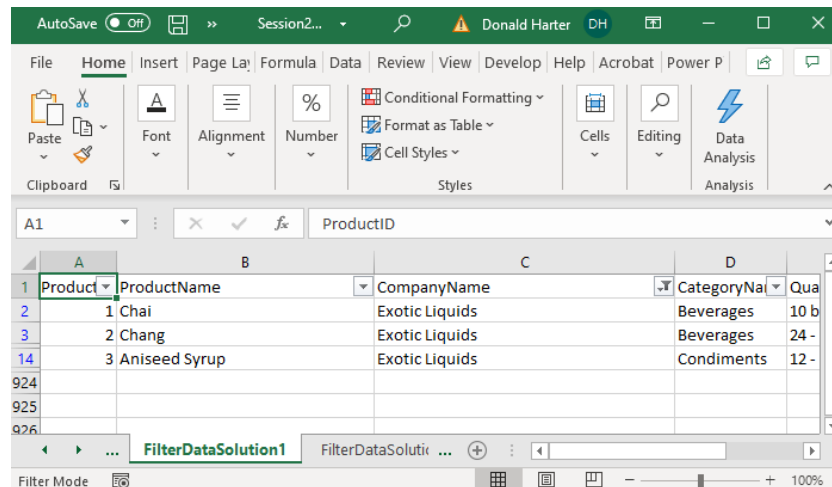 AutoSave Off » Session2... Donald Harter DH
File Home Insert Page Lay Formula Data Review View Develop Help Acrobat Power P
Paste
Font
Alignment
%
Number
Conditional Formatting
Format as Table
Cell Styles
Cells
Editing
Data
Analysis
Clipboard Styles Analysis
A1 fx ProductID
A B C D
1 Product ProductName CompanyName CategoryNa Qua
2 1 Chai Exotic Liquids Beverages 10 b
3 2 Chang Exotic Liquids Beverages 24 -
14 3 Aniseed Syrup Exotic Liquids Condiments 12 -
924
925
926
... FilterDataSolution1 FilterDataSolutic ...
Filter Mode 100%